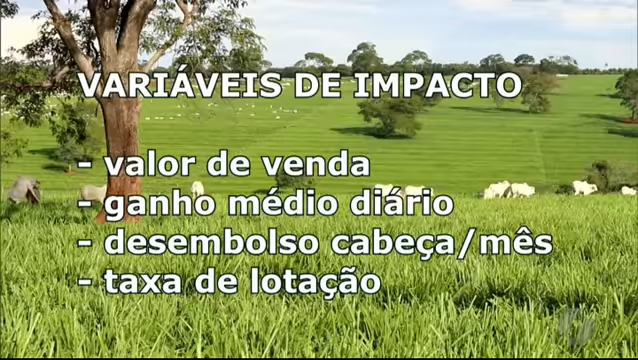 VARIÁVEIS DE IMPACTO
- valor de venda
- ganho médio diário
- desembolso cabeça/mês
- taxa de lotação